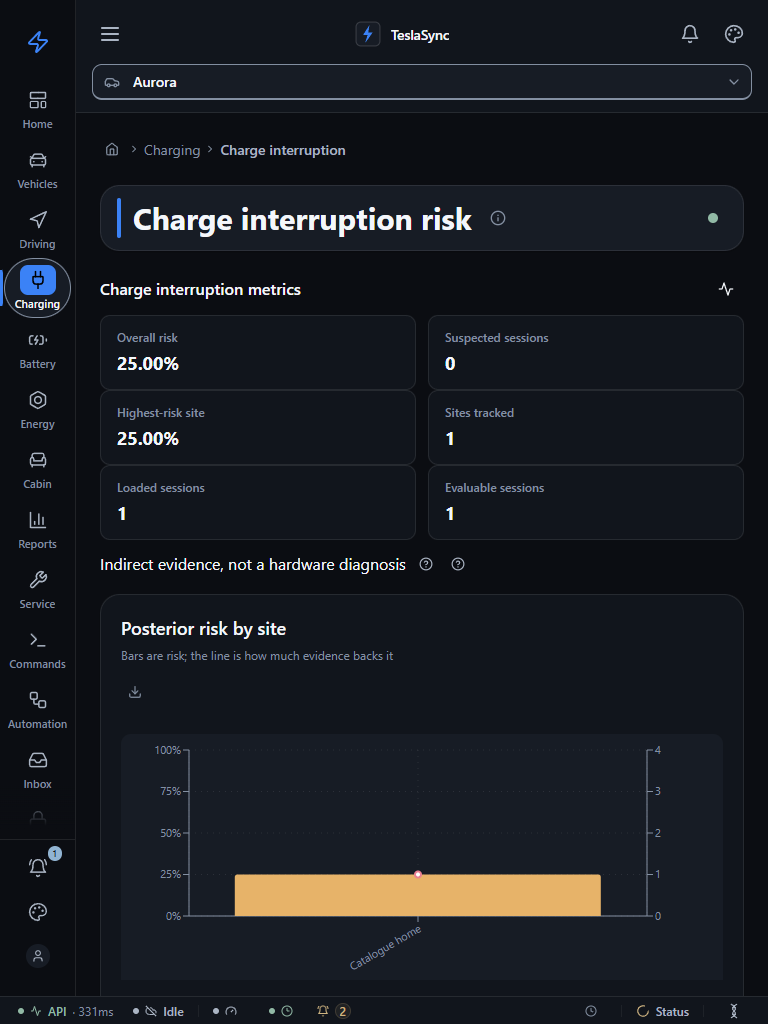 TeslaSync
Aurora
Home
Vehicles
Driving
Charging
Battery
Energy
Cabin
Reports
Service
Commands
Automation
Inbox
1
Charging
Charge interruption
Charge interruption risk
Charge interruption metrics
Overall risk
25.00%
Suspected sessions
0
Highest-risk site
25.00%
Sites tracked
1
Loaded sessions
1
Evaluable sessions
1
Indirect evidence, not a hardware diagnosis
Posterior risk by site
Bars are risk; the line is how much evidence backs it
100%
75%
50%
25%
0%
4
3
2
1
0
Catalogue home
API · 331ms
Idle
2
Status